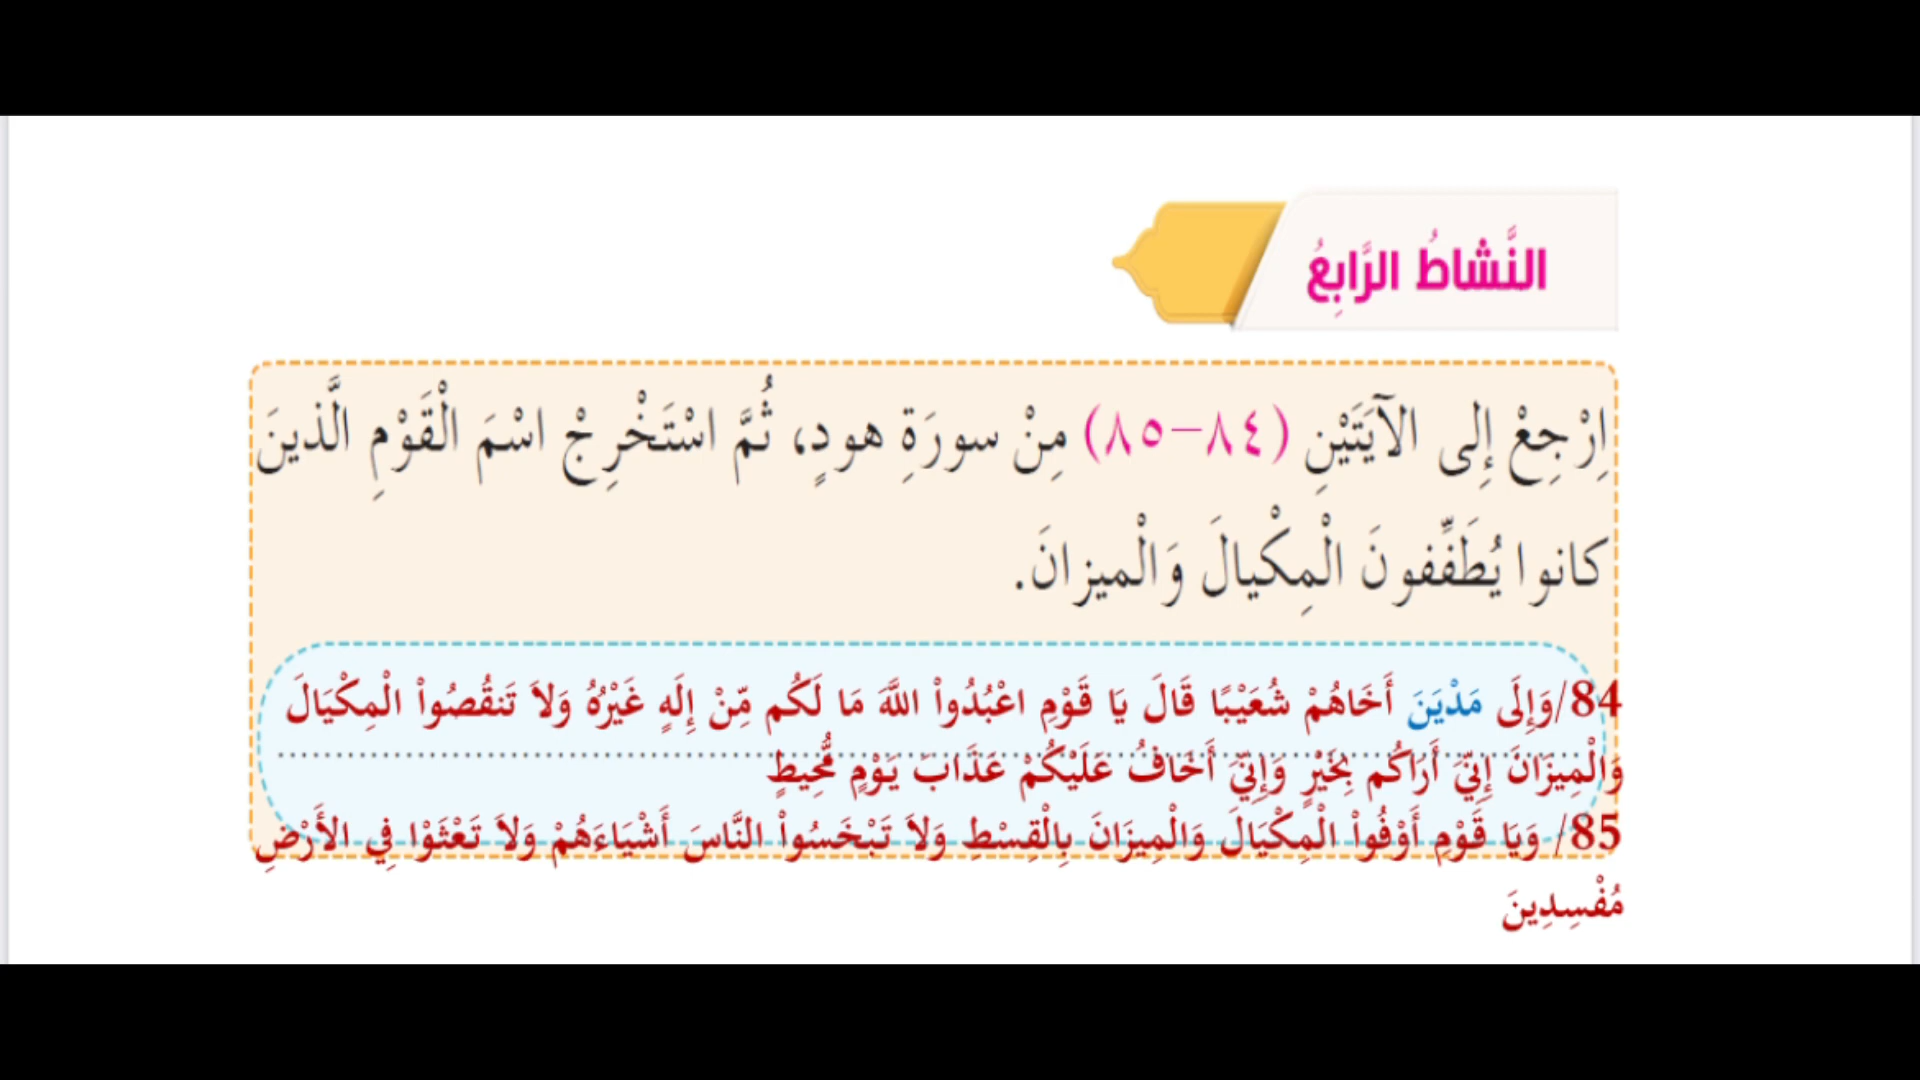 النَّشاطُ الرَّابِعُ
اِرْجِعْ إِلى الآيَتَيْنِ (٨٤-٨٥) مِنْ سورَةِ هودٍ، ثُمَّ اسْتَخْرِجْ اسْمَ الْقَوْمِ الَّذينَ
كانوا يُطَفِّفونَ الْمِكْيالَ وَالْميزانَ.
84/وَإِلَى مَدْيَنَ أَخَاهُمْ شُعَيْبًا قَالَ يَا قَوْمِ اعْبُدُواْ اللَّهَ مَا لَكُم مِّنْ إِلَهٍ غَيْرُهُ وَلاَ تَنقُصُواْ الْمِكْيَالَ
وَالْمِيزَانَ إِنِّيَ أَرَاكُم بِخَيْرٍ وَإِنِّيَ أَخَافُ عَلَيْكُمْ عَذَابَ يَوْمٍ مُّحِيطٍ
85/ وَيَا قَوْمِ أَوْفُواْ الْمِكْيَالَ وَالْمِيزَانَ بِالْقِسْطِ وَلاَ تَبْخَسُواْ النَّاسَ أَشْيَاءَهُمْ وَلاَ تَعْثَوْا فِي الأَرْضِ
مُفْسِدِينَ